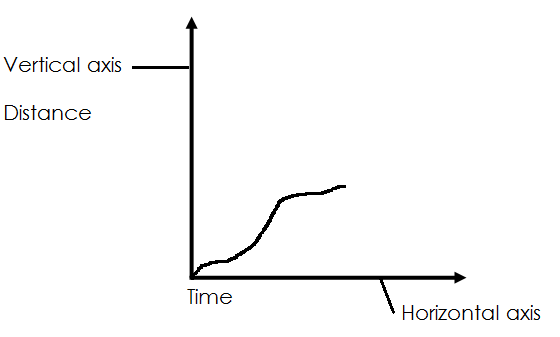 Vertical axis
Distance
Time
Horizontal axis